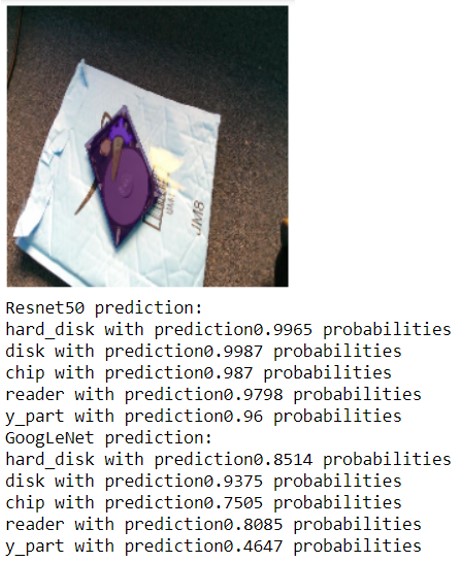 JM8
Resnet50 prediction:
hard_disk with prediction0.9965 probabilities
disk with prediction0.9987 probabilities
chip with prediction0.987 probabilities
reader with prediction0.9798 probabilities
y_part with prediction0.96 probabilities
GoogLeNet prediction:
hard_disk with prediction0.8514 probabilities
disk with prediction0.9375 probabilities
chip with prediction0.7505 probabilities
reader with prediction0.8085 probabilities
y_part with prediction0.4647 probabilities